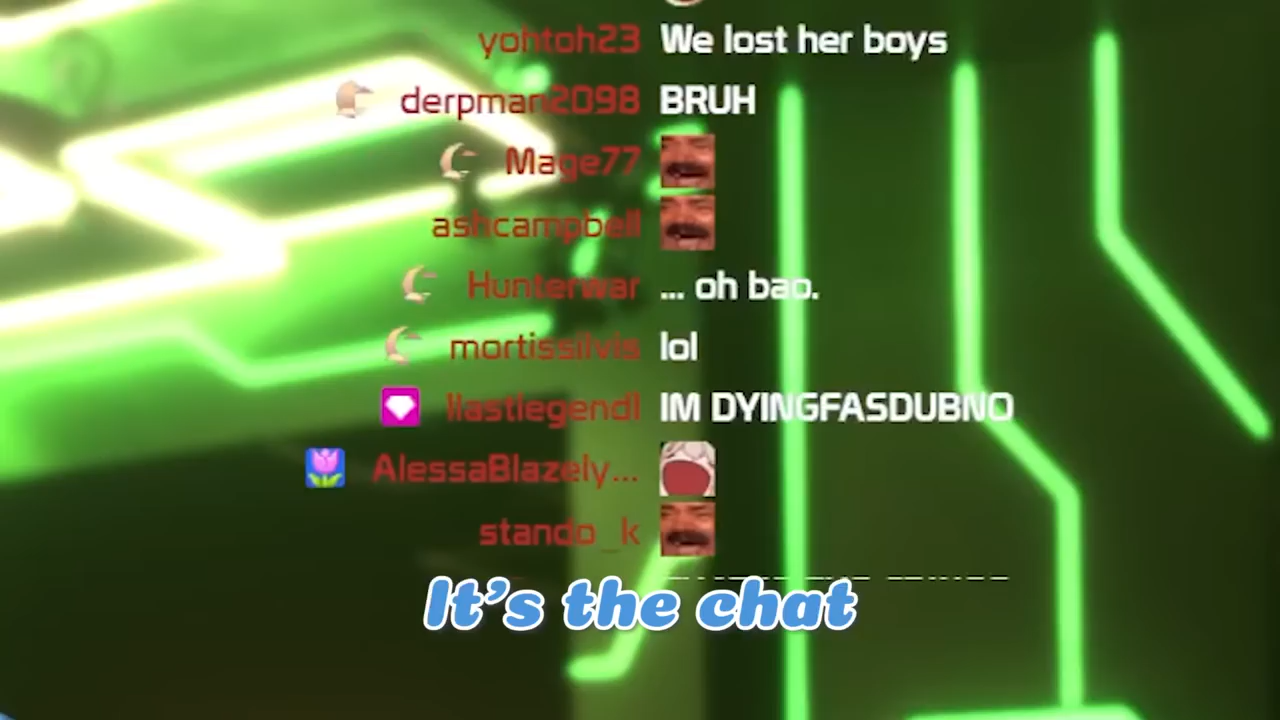 yohtoh23 We lost her boys
derpman2098 BRUH
Mage77
ashcampbell
Hunterwar ... oh bao.
mortissilvis lol
llastlegendl IM DYINGFASDUBNO
AlessaBlazely...
stando_k
It's the chat